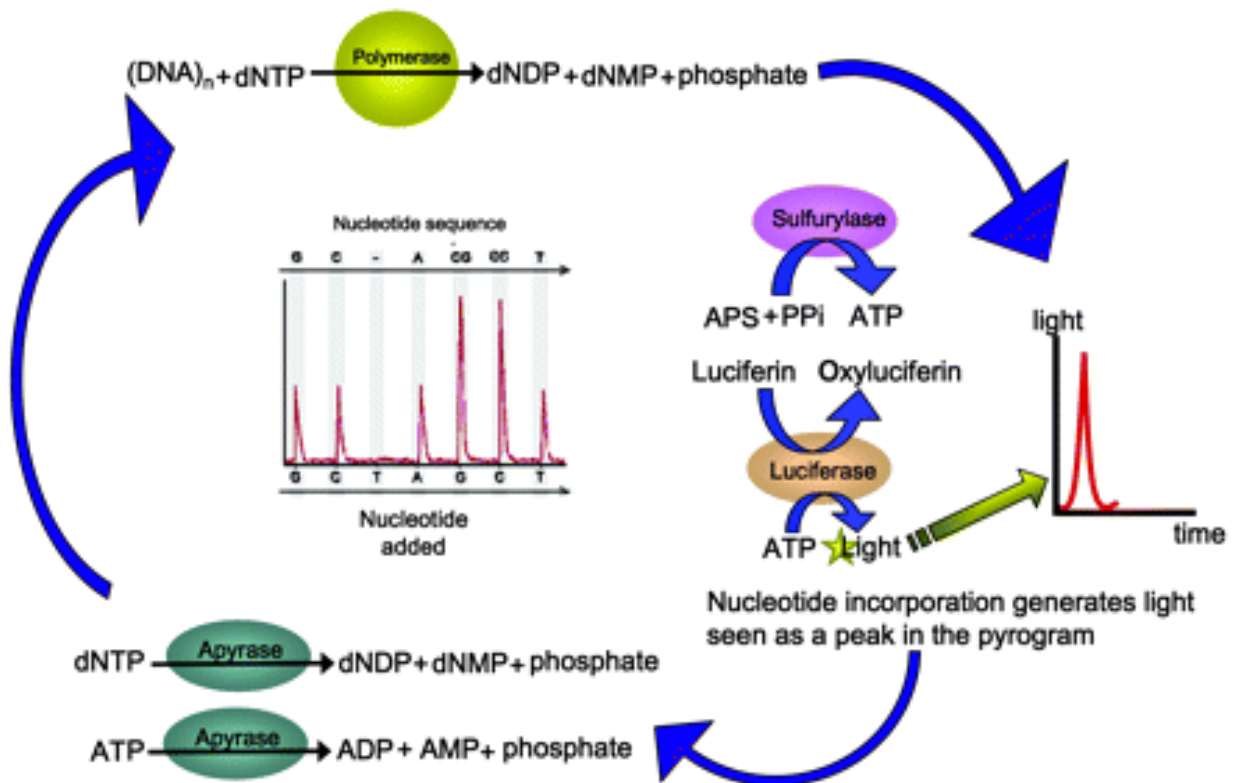 Polymerase
(DNA)n+dNTP dNDP+dNMP+phosphate
Sulfurylase
APS+PPi ATP
Luciferin Oxyluciferin
Luciferase
ATP Light
light
time
Nucleotide sequence
G C - A GG CC T
G C T A G C T
Nucleotide
added
Nucleotide incorporation generates light
seen as a peak in the pyrogram
dNTP Apyrase dNDP+dNMP+ phosphate
ATP Apyrase ADP+ AMP+ phosphate